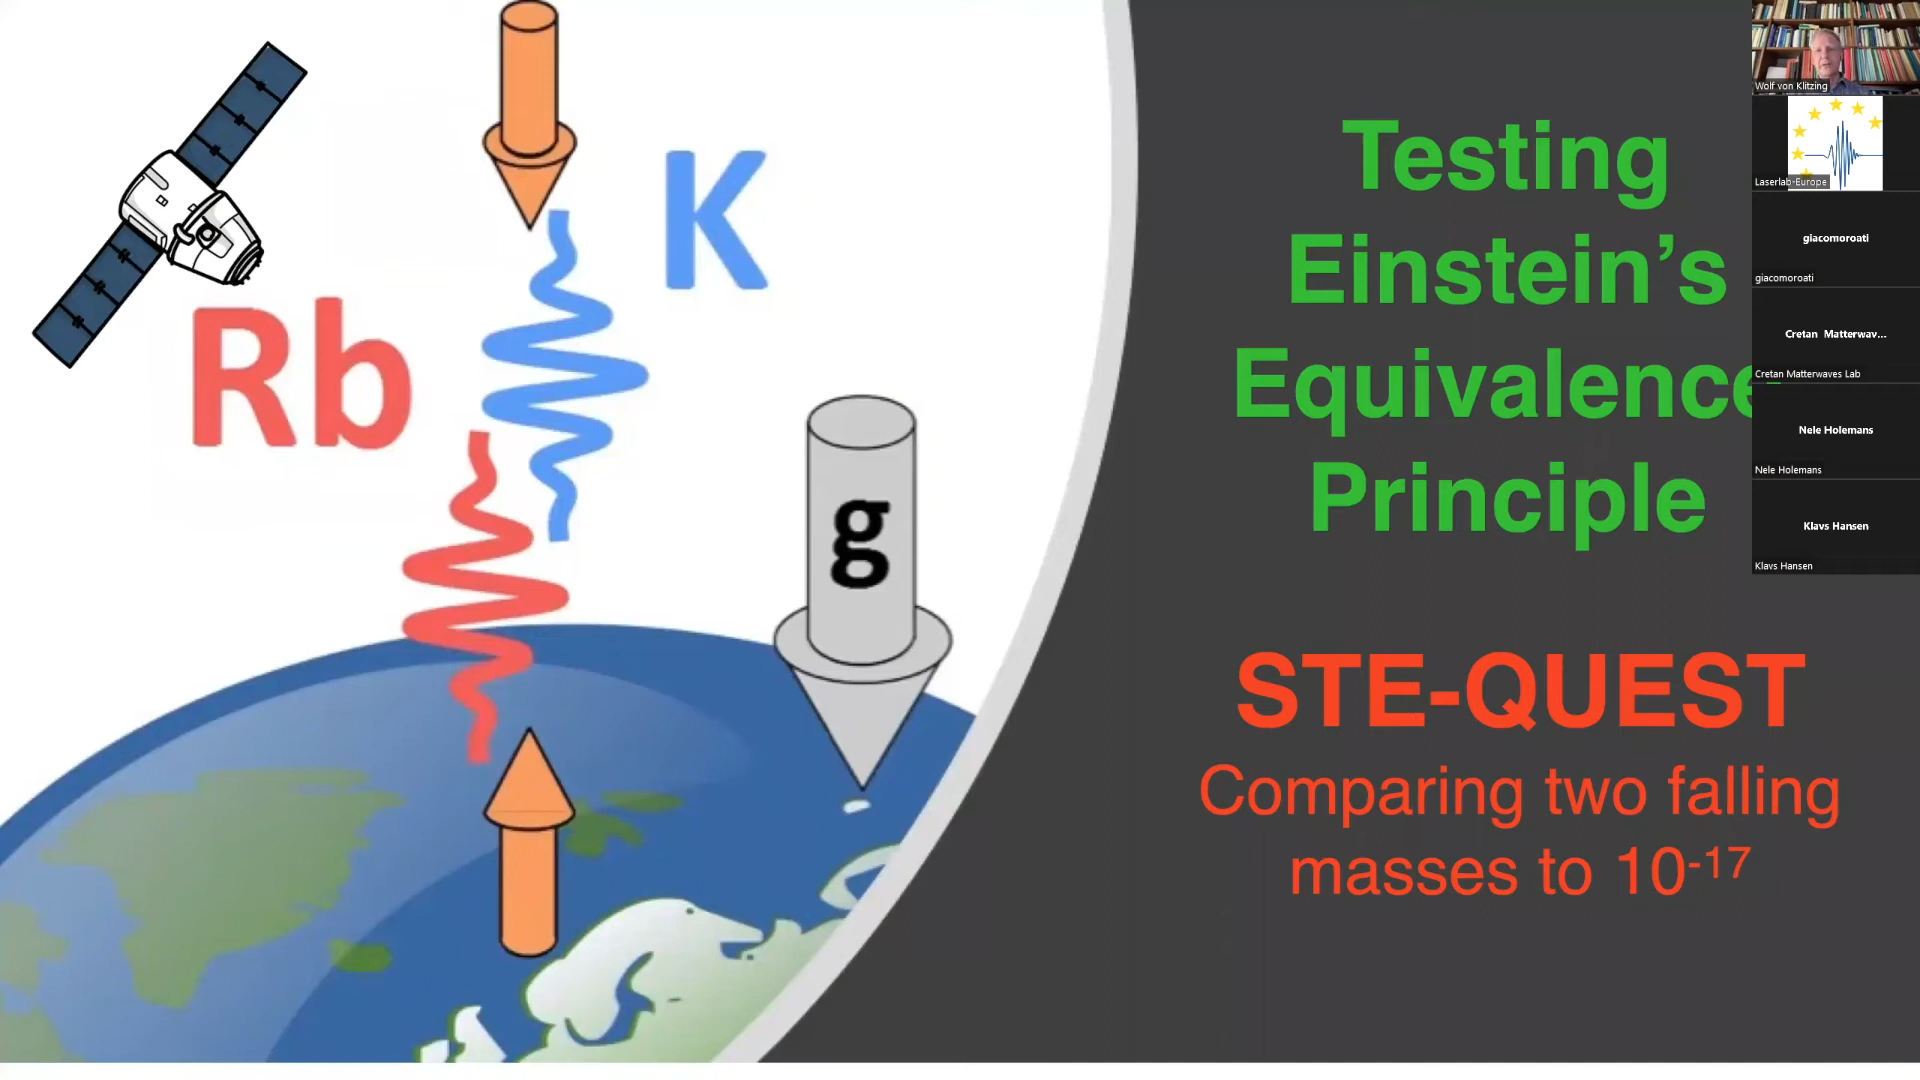 K
Rb
g
Testing
Einstein’s
Equivalence
Principle
STE-QUEST
Comparing two falling
masses to 10-17
Wolf von Klitzing
Laserlab-Europe
giacomoroati
giacomoroati
Cretan Matterwav...
Cretan Matterwaves Lab
Nele Holemans
Nele Holemans
Klavs Hansen
Klavs Hansen